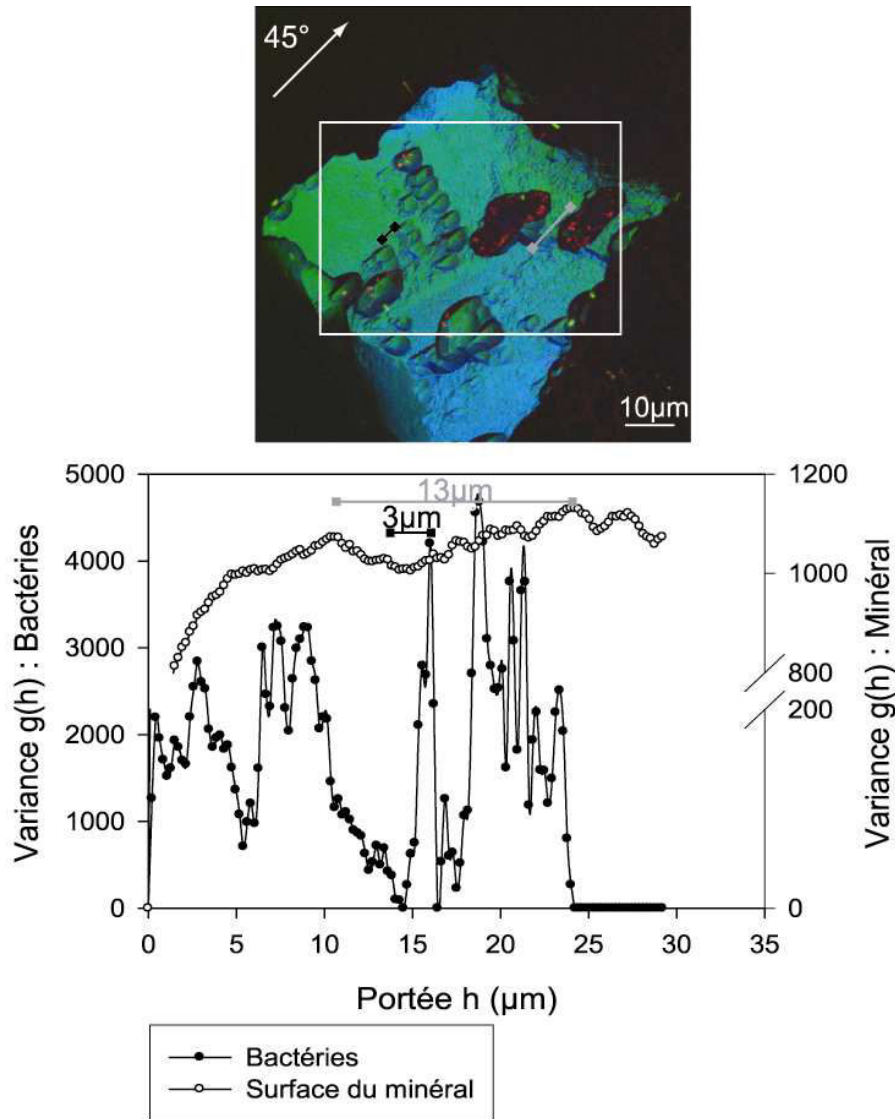 45°
10µm
Variance g(h) : Bactéries
5000
4000
3000
2000
1000
0
13µm
3µm
1200
1000
800
200
0
Variance g(h) : Minéral
0 5 10 15 20 25 30 35
Portée h (µm)
Bactéries
Surface du minéral